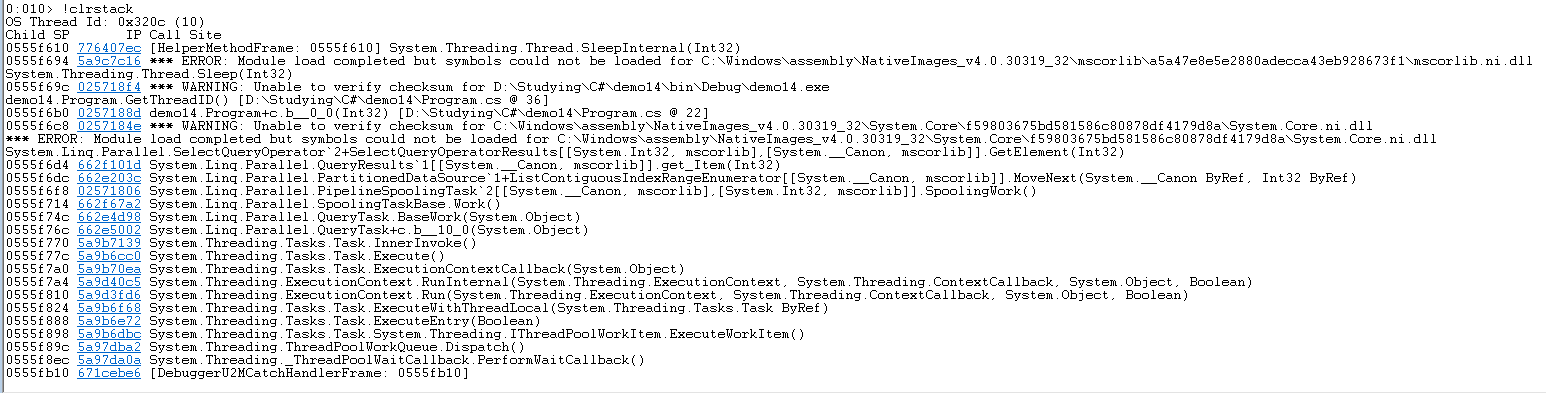 0:010> !clrstack
OS Thread Id: 0x320c (10)
Child SP       IP Call Site
0555f610 776407ec [HelperMethodFrame: 0555f610] System.Threading.Thread.SleepInternal(Int32)
0555f694 5a9c7c16 *** ERROR: Module load completed but symbols could not be loaded for C:\Windows\assembly\NativeImages_v4.0.30319_32\mscorlib\a5a47e8e5e2880adecca43eb928673f1\mscorlib.ni.dll
System.Threading.Thread.Sleep(Int32)
0555f69c 025718f4 *** WARNING: Unable to verify checksum for D:\Studying\C#\demo14\bin\Debug\demo14.exe
demo14.Program.GetThreadID() [D:\Studying\C#\demo14\Program.cs @ 36]
0555f6b0 0257188d demo14.Program+c.b__0_0(Int32) [D:\Studying\C#\demo14\Program.cs @ 22]
0555f6c8 0257184e *** WARNING: Unable to verify checksum for C:\Windows\assembly\NativeImages_v4.0.30319_32\System.Core\f59803675bd581586c80878df4179d8a\System.Core.ni.dll
*** ERROR: Module load completed but symbols could not be loaded for C:\Windows\assembly\NativeImages_v4.0.30319_32\System.Core\f59803675bd581586c80878df4179d8a\System.Core.ni.dll
System.Linq.Parallel.SelectQueryOperator`2+SelectQueryOperatorResults[[System.Int32, mscorlib],[System.__Canon, mscorlib]].GetElement(Int32)
0555f6d4 662f101d System.Linq.Parallel.QueryResults`1[[System.__Canon, mscorlib]].get_Item(Int32)
0555f6dc 662e203c System.Linq.Parallel.PartitionedDataSource`1+ListContiguousIndexRangeEnumerator[[System.__Canon, mscorlib]].MoveNext(System.__Canon ByRef, Int32 ByRef)
0555f6f8 02571806 System.Linq.Parallel.PipelineSpoolingTask`2[[System.__Canon, mscorlib],[System.Int32, mscorlib]].SpoolingWork()
0555f714 662f67a2 System.Linq.Parallel.SpoolingTaskBase.Work()
0555f74c 662e4d98 System.Linq.Parallel.QueryTask.BaseWork(System.Object)
0555f76c 662e5002 System.Linq.Parallel.QueryTask+c.b__10_0(System.Object)
0555f770 5a9b7139 System.Threading.Tasks.Task.InnerInvoke()
0555f77c 5a9b6cc0 System.Threading.Tasks.Task.Execute()
0555f7a0 5a9b70ea System.Threading.Tasks.Task.ExecutionContextCallback(System.Object)
0555f7a4 5a9d40c5 System.Threading.ExecutionContext.RunInternal(System.Threading.ExecutionContext, System.Threading.ContextCallback, System.Object, Boolean)
0555f810 5a9d3fd6 System.Threading.ExecutionContext.Run(System.Threading.ExecutionContext, System.Threading.ContextCallback, System.Object, Boolean)
0555f824 5a9b6f68 System.Threading.Tasks.Task.ExecuteWithThreadLocal(System.Threading.Tasks.Task ByRef)
0555f888 5a9b6e72 System.Threading.Tasks.Task.ExecuteEntry(Boolean)
0555f898 5a9b6dbc System.Threading.Tasks.Task.System.Threading.IThreadPoolWorkItem.ExecuteWorkItem()
0555f89c 5a97dba2 System.Threading.ThreadPoolWorkQueue.Dispatch()
0555f8ec 5a97da0a System.Threading._ThreadPoolWaitCallback.PerformWaitCallback()
0555fb10 671cebe6 [DebuggerU2MCatchHandlerFrame: 0555fb10]